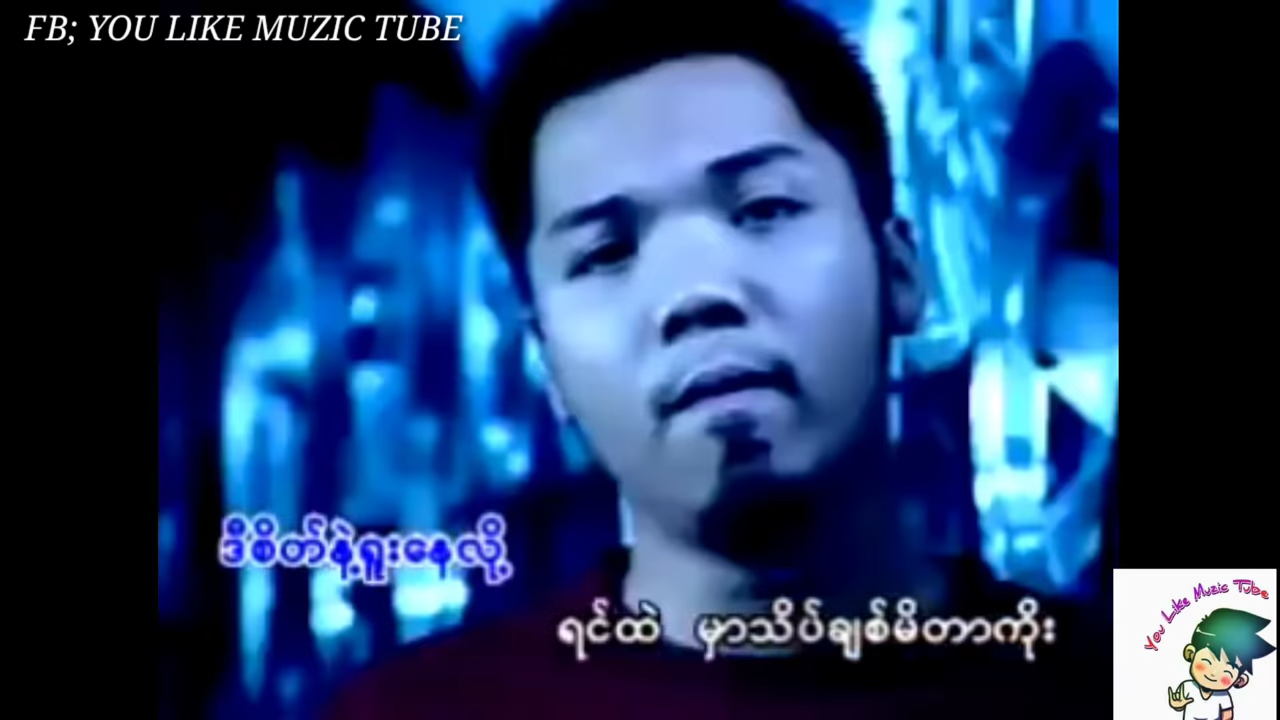 FB; YOU LIKE MUZIC TUBE
ဒီစိတ်နဲ့ရူးနေလို့
ရင်ထဲ မှာသိပ်ချစ်မိတာကိုး
You Like Muzic Tube